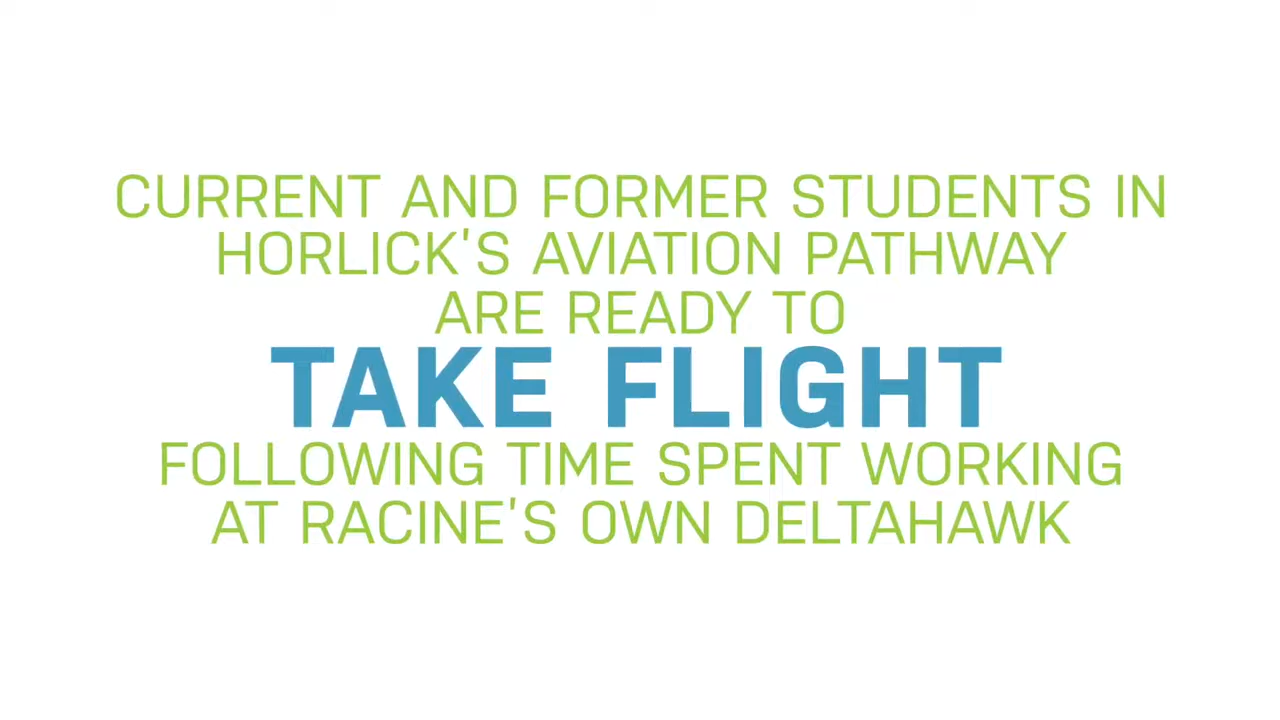 CURRENT AND FORMER STUDENTS IN
HORLICK'S AVIATION PATHWAY
ARE READY TO
TAKE FLIGHT
FOLLOWING TIME SPENT WORKING
AT RACINE'S OWN DELTAHAWK